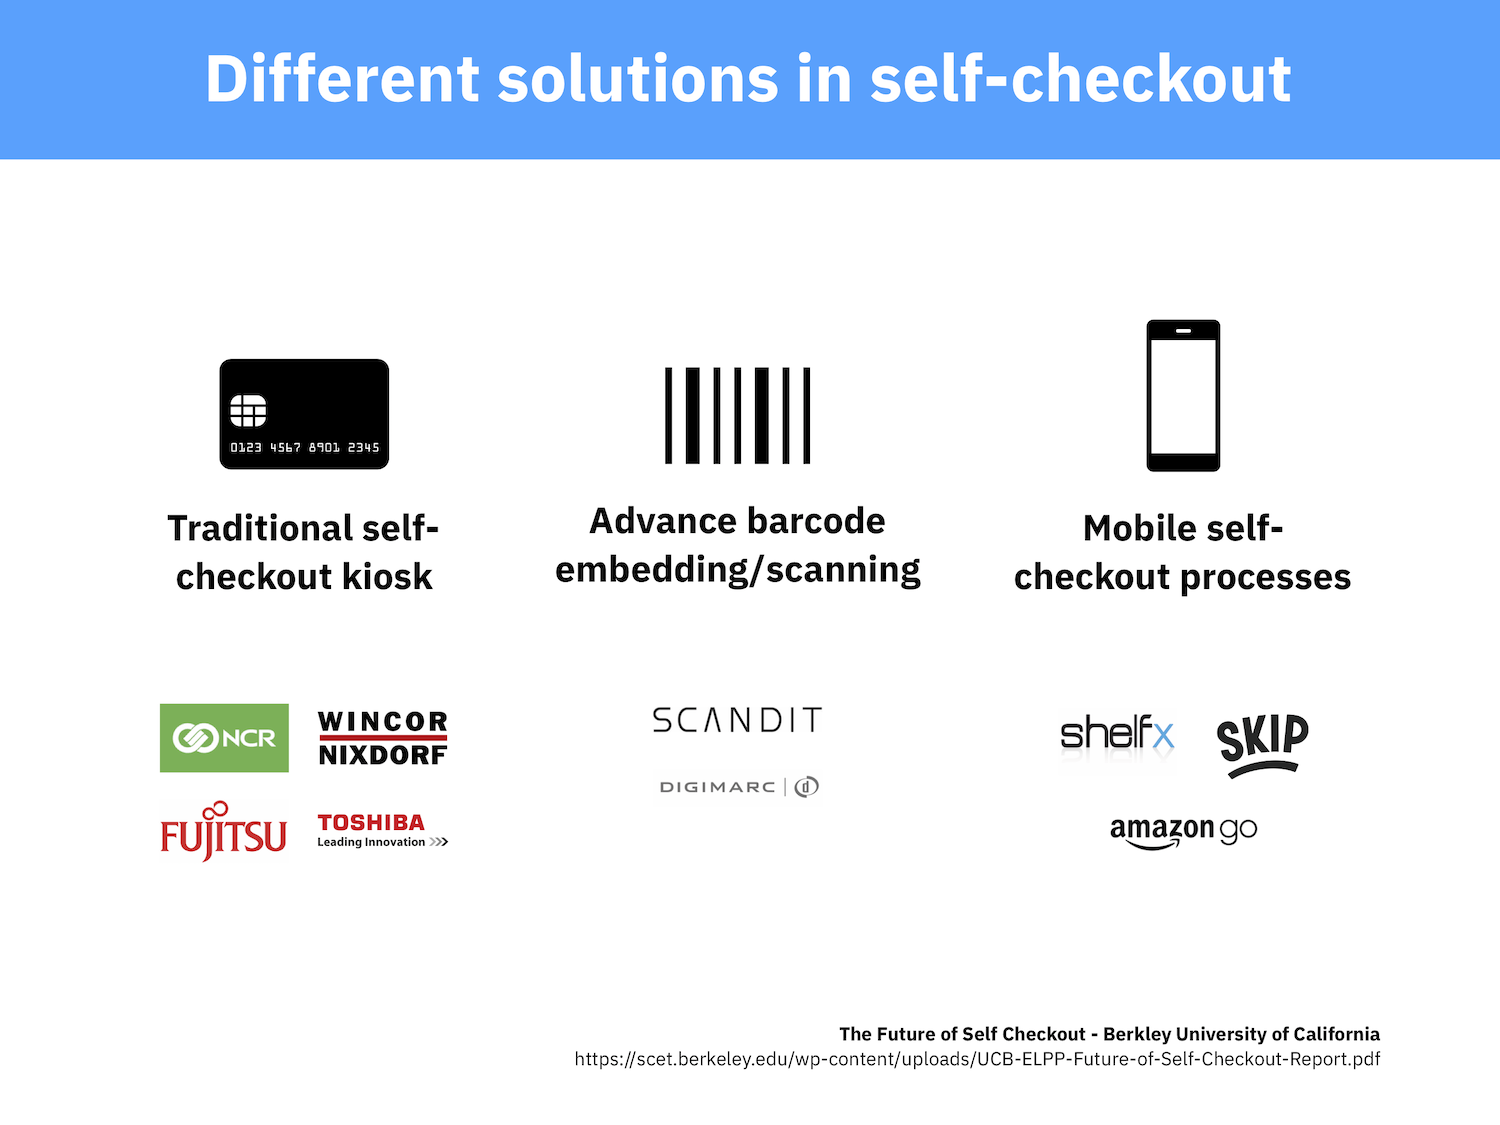 Different solutions in self-checkout
0123 4567 8901 2345
Traditional self-
checkout kiosk
Advance barcode
embedding/scanning
Mobile self-
checkout processes
NCR
WINCOR
NIXDORF
FUJITSU
TOSHIBA
Leading Innovation >>>
SCANDIT
DIGIMARC | d
shelfx
SKIP
amazon go
The Future of Self Checkout - Berkley University of California
https://scet.berkeley.edu/wp-content/uploads/UCB-ELPP-Future-of-Self-Checkout-Report.pdf